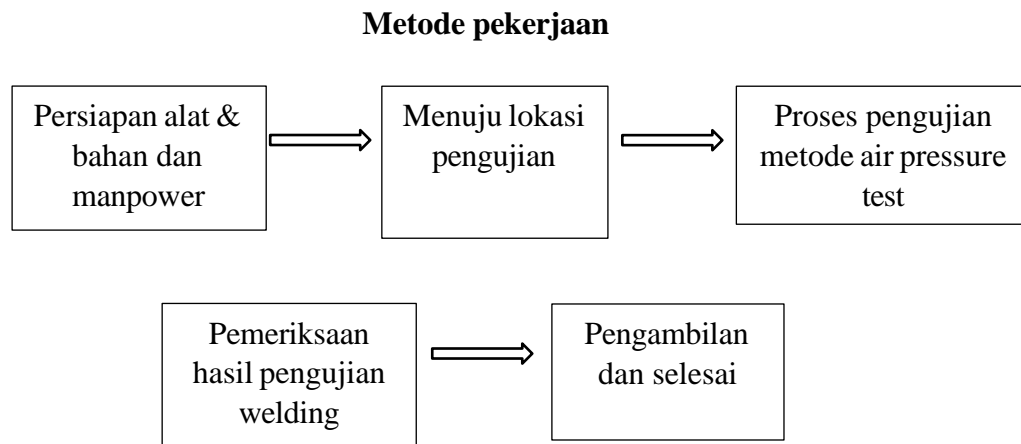 Metode pekerjaan
Persiapan alat &
bahan dan
manpower
Menuju lokasi
pengujian
Proses pengujian
metode air pressure
test
Pemeriksaan
hasil pengujian
welding
Pengambilan
dan selesai